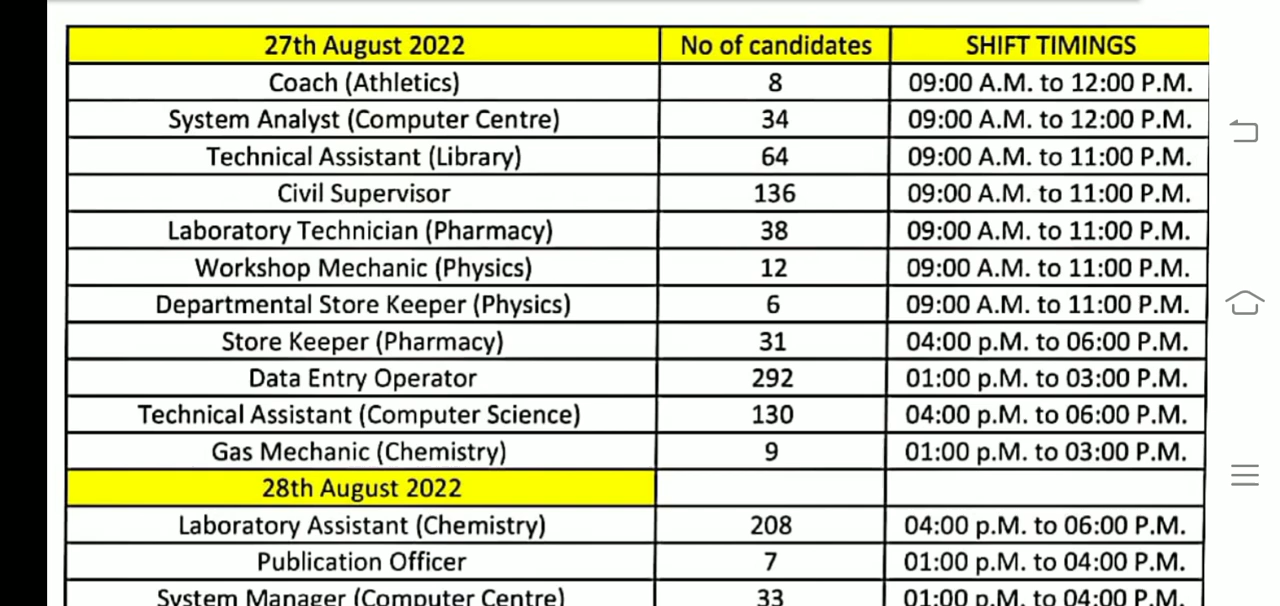 27th August 2022 No of candidates SHIFT TIMINGS
Coach (Athletics) 8 09:00 A.M. to 12:00 P.M.
System Analyst (Computer Centre) 34 09:00 A.M. to 12:00 P.M.
Technical Assistant (Library) 64 09:00 A.M. to 11:00 P.M.
Civil Supervisor 136 09:00 A.M. to 11:00 P.M.
Laboratory Technician (Pharmacy) 38 09:00 A.M. to 11:00 P.M.
Workshop Mechanic (Physics) 12 09:00 A.M. to 11:00 P.M.
Departmental Store Keeper (Physics) 6 09:00 A.M. to 11:00 P.M.
Store Keeper (Pharmacy) 31 04:00 p.M. to 06:00 P.M.
Data Entry Operator 292 01:00 p.M. to 03:00 P.M.
Technical Assistant (Computer Science) 130 04:00 p.M. to 06:00 P.M.
Gas Mechanic (Chemistry) 9 01:00 p.M. to 03:00 P.M.
28th August 2022
Laboratory Assistant (Chemistry) 208 04:00 p.M. to 06:00 P.M.
Publication Officer 7 01:00 p.M. to 04:00 P.M.
System Manager (Computer Centre) 33 01:00 p.M. to 04:00 P.M.